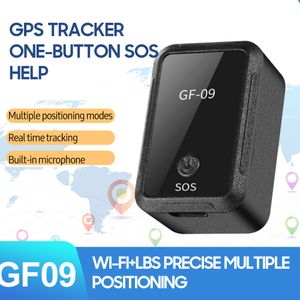 GPS TRACKER
ONE-BUTTON SOS
HELP
Multiple positioning modes
Real time tracking
Built-in microphone
GF-09
SOS
GF09
WI-FI+LBS PRECISE MULTIPLE
POSITIONING